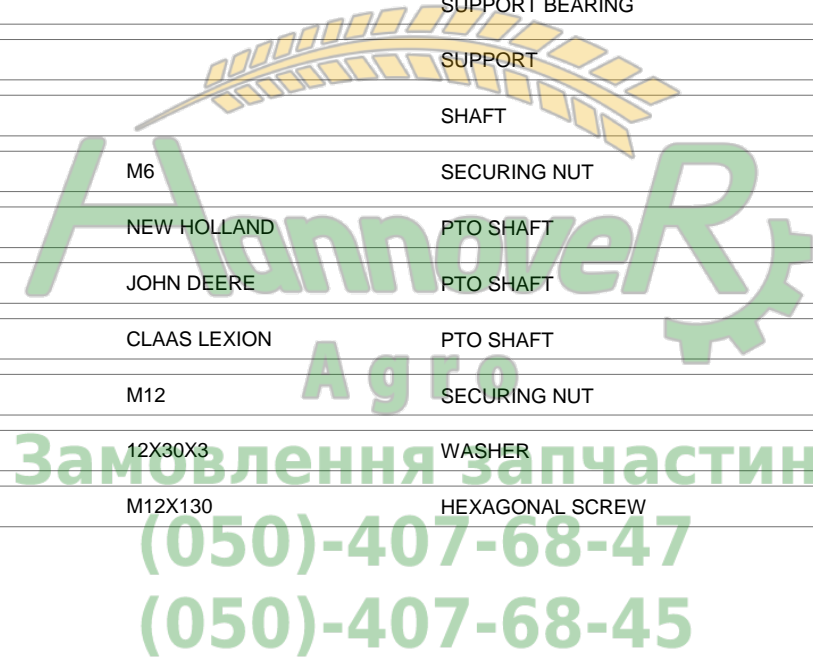 SUPPORT BEARING
SUPPORT
SHAFT
M6 SECURING NUT
NEW HOLLAND PTO SHAFT
HannoveR
JOHN DEERE PTO SHAFT
CLAAS LEXION PTO SHAFT
Agro
M12 SECURING NUT
12X30X3 WASHER
Замовлення запчастин
M12X130 HEXAGONAL SCREW
(050)-407-68-47
(050)-407-68-45